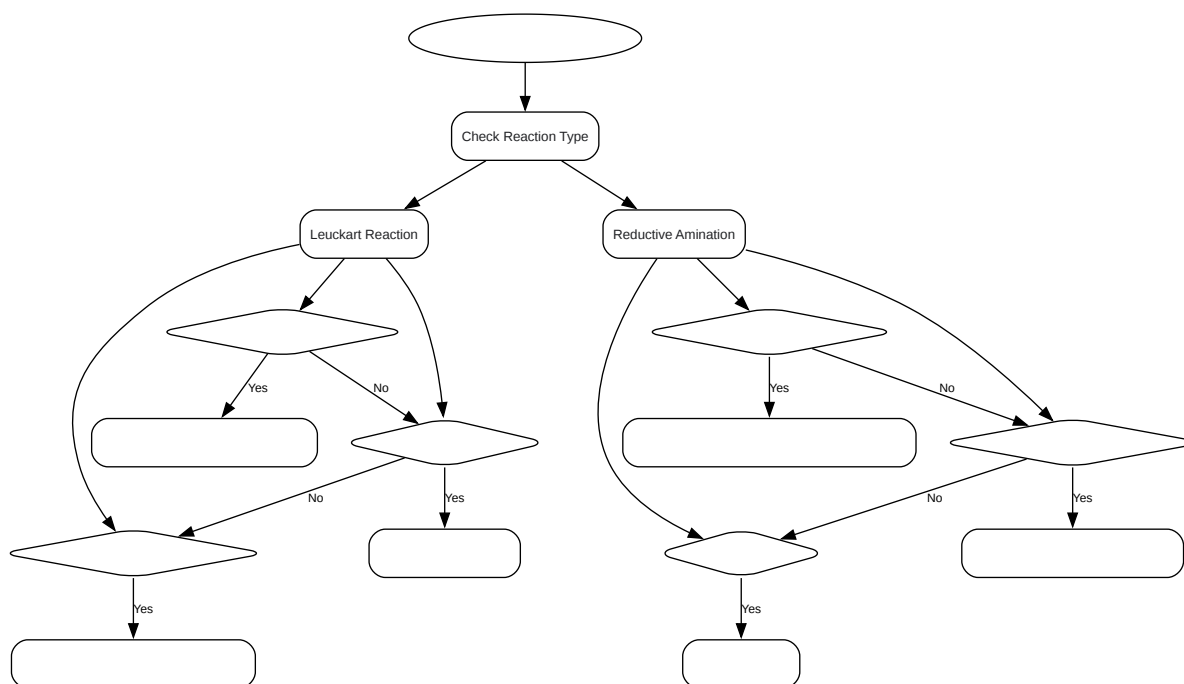 Check Reaction Type
Leuckart Reaction
Reductive Amination
Yes
No
Yes
No
No
Yes
No
Yes
Yes
Yes